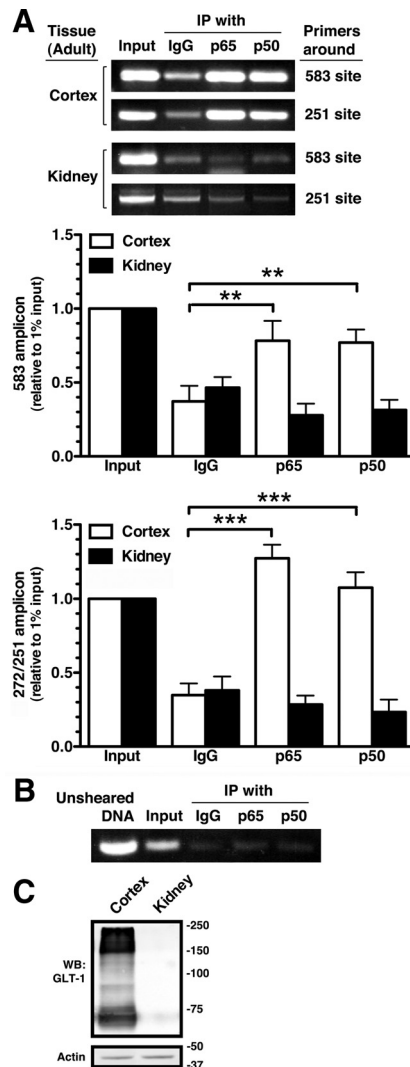 A
Tissue (Adult)
IP with
Input IgG p65 p50
Primers around
Cortex
583 site
251 site
Kidney
583 site
251 site
583 amplicon
(relative to 1% input)
1.5
1.0
0.5
0.0
Cortex
Kidney
**
**
Input IgG p65 p50
272/251 amplicon
(relative to 1% input)
1.5
1.0
0.5
0.0
Cortex
Kidney
***
***
Input IgG p65 p50
B
Unsheared DNA
Input
IP with
IgG p65 p50
C
Cortex Kidney
WB:
GLT-1
-250
-150
-100
-75
-50
Actin
-37